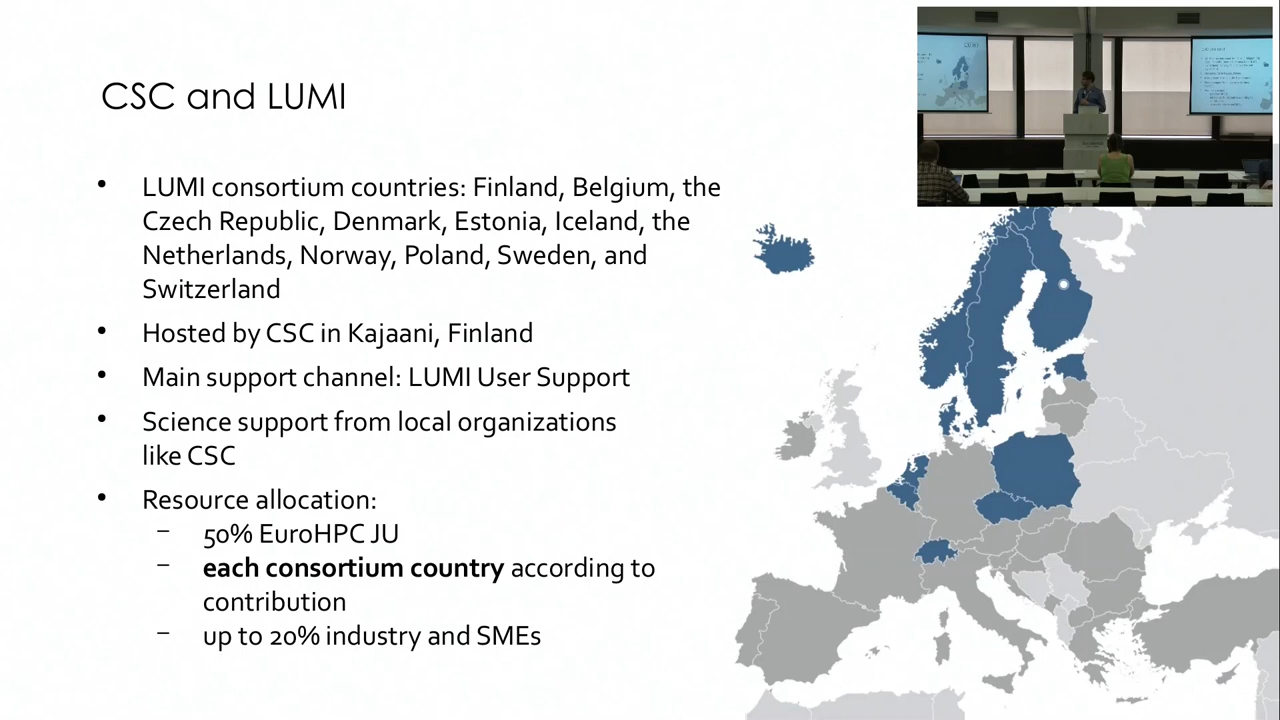 CSC and LUMI
• LUMI consortium countries: Finland, Belgium, the
Czech Republic, Denmark, Estonia, Iceland, the
Netherlands, Norway, Poland, Sweden, and
Switzerland
• Hosted by CSC in Kajaani, Finland
• Main support channel: LUMI User Support
• Science support from local organizations
like CSC
• Resource allocation:
– 50% EuroHPC JU
– each consortium country according to
contribution
– up to 20% industry and SMEs